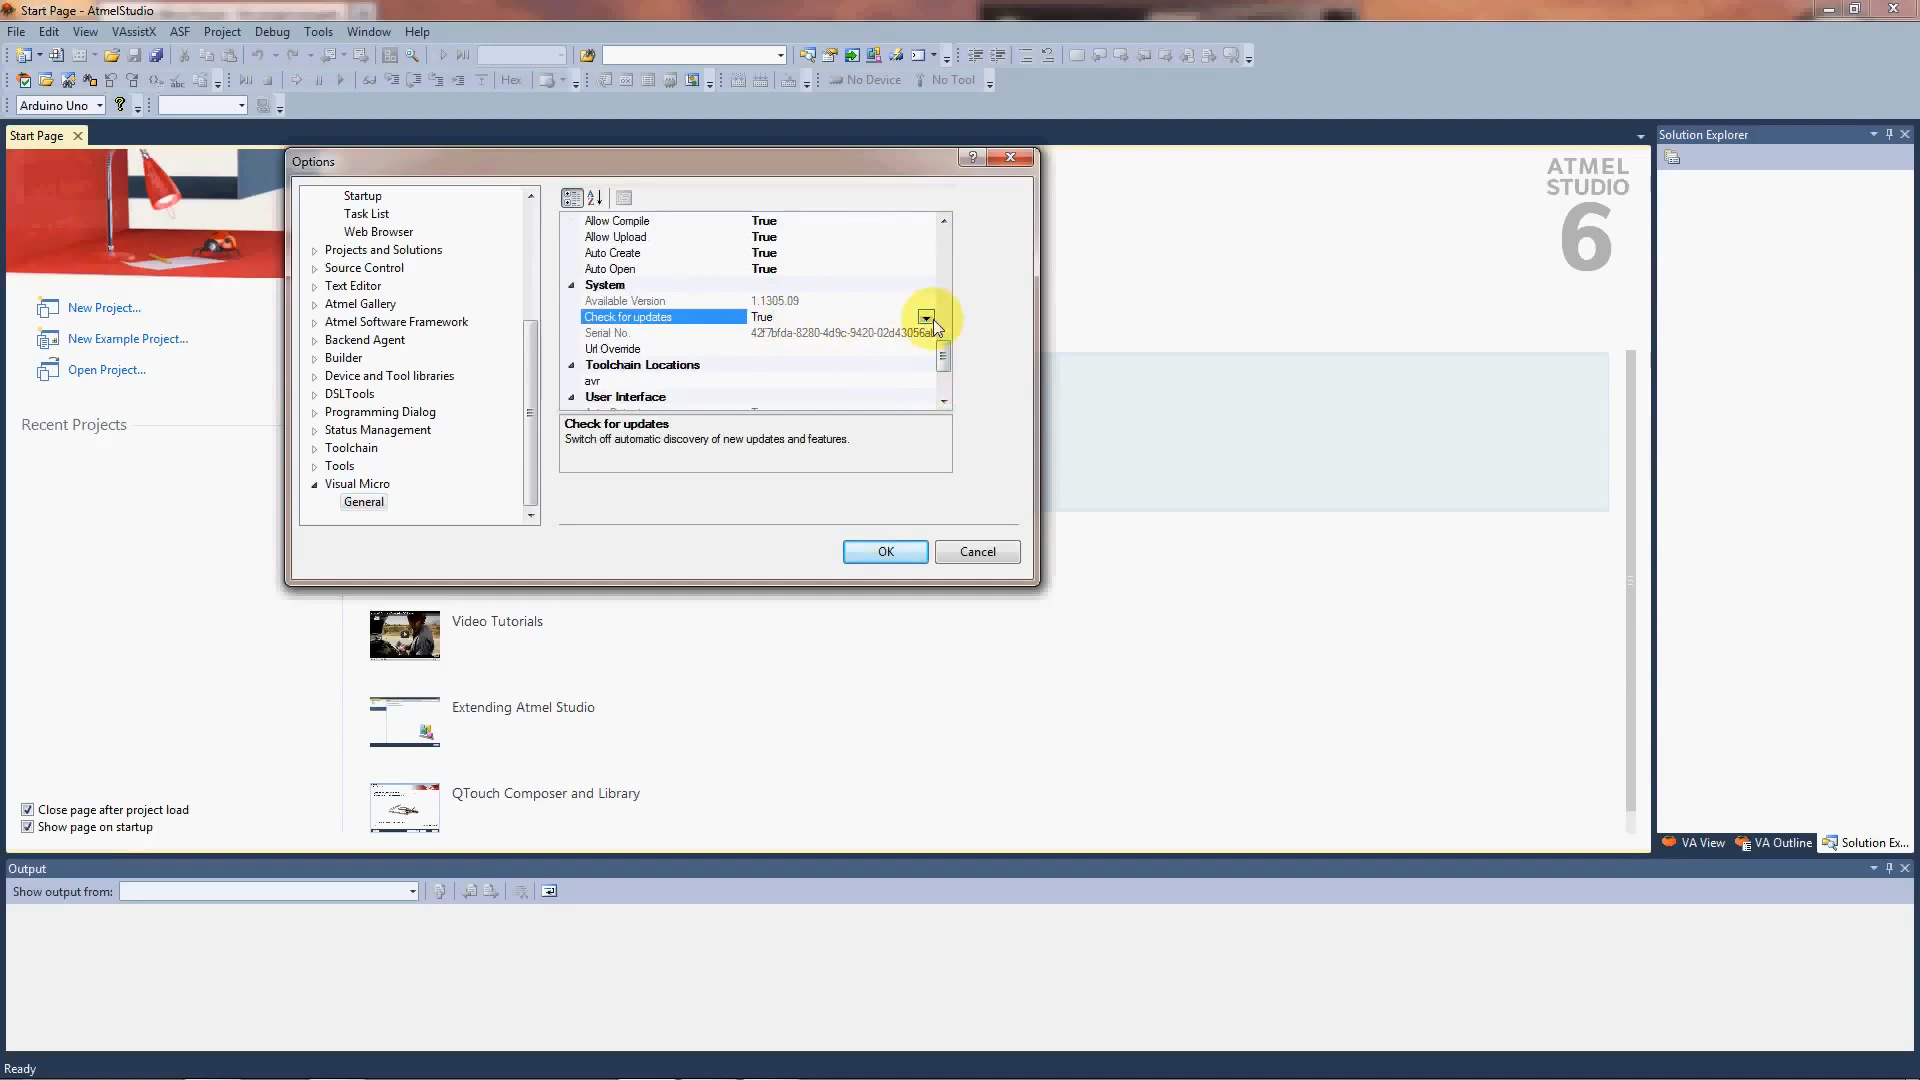 Start Page - AtmelStudio
File Edit View VAssistX ASF Project Debug Tools Window Help
Hex No Device No Tool
Arduino Uno
Start Page
Solution Explorer
ATMEL
STUDIO
6
Options
Startup
Task List
Web Browser
Projects and Solutions
Source Control
Text Editor
Atmel Gallery
Atmel Software Framework
Backend Agent
Builder
Device and Tool libraries
DSLTools
Programming Dialog
Status Management
Toolchain
Tools
Visual Micro
General
Allow Compile True
Allow Upload True
Auto Create True
Auto Open True
System
Available Version 1.1305.09
Check for updates True
Serial No. 42f7bfda-8280-4d9c-9420-02d43056a
Url Override
Toolchain Locations
avr
User Interface
Check for updates
Switch off automatic discovery of new updates and features.
OK Cancel
New Project...
New Example Project...
Open Project...
Recent Projects
Video Tutorials
Extending Atmel Studio
QTouch Composer and Library
Close page after project load
Show page on startup
VA View VA Outline Solution Ex...
Output
Show output from:
Ready